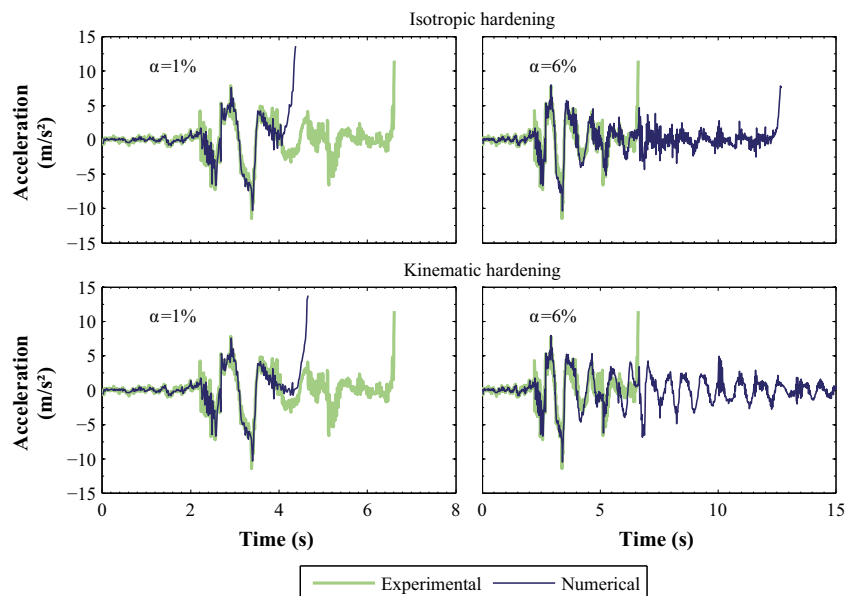 Isotropic hardening
α=1%
α=6%
15
10
5
0
−5
−10
−15
Acceleration
(m/s²)
Kinematic hardening
α=1%
α=6%
15
10
5
0
−5
−10
−15
Acceleration
(m/s²)
0 2 4 6 8
0 5 10 15
Time (s)
Time (s)
Experimental Numerical